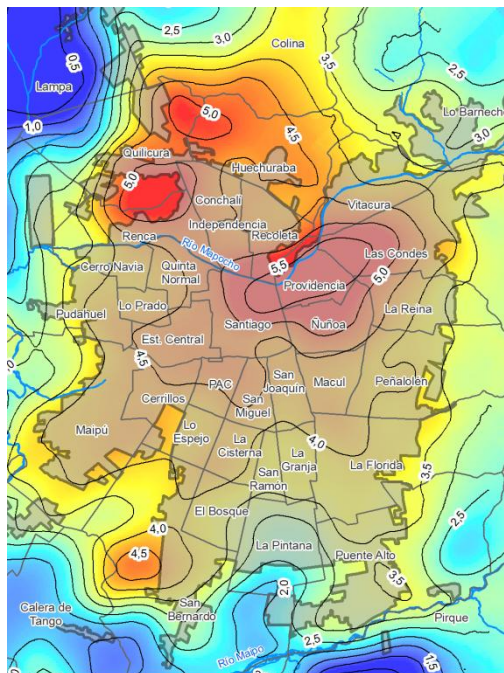 2,5
3,0
Colina
3,5
0,5
Lampa
2,5
1,0
5,0
4,5
Lo Barneche
3,0
Quilicura
Huechuraba
5,0
Conchalí
Vitacura
Independencia
Renca
Recoleta
Río Mapocho
5,5
Las Condes
Cerro Navia
Quinta
Normal
5,0
Providencia
Lo Prado
La Reina
Pudahuel
Santiago
Ñuñoa
Est. Central
4,5
San
Joaquín
PAC
Macul
Peñalolén
Cerrillos
San
Miguel
Maipú
Lo
Espejo
4,0
La
Cisterna
La
Granja
La Florida
3,5
San
Ramón
El Bosque
2,5
4,0
La Pintana
4,5
Puente Alto
2,0
3,5
Calera de
Tango
San
Bernardo
Pirque
2,5
Río Maipo
1,5